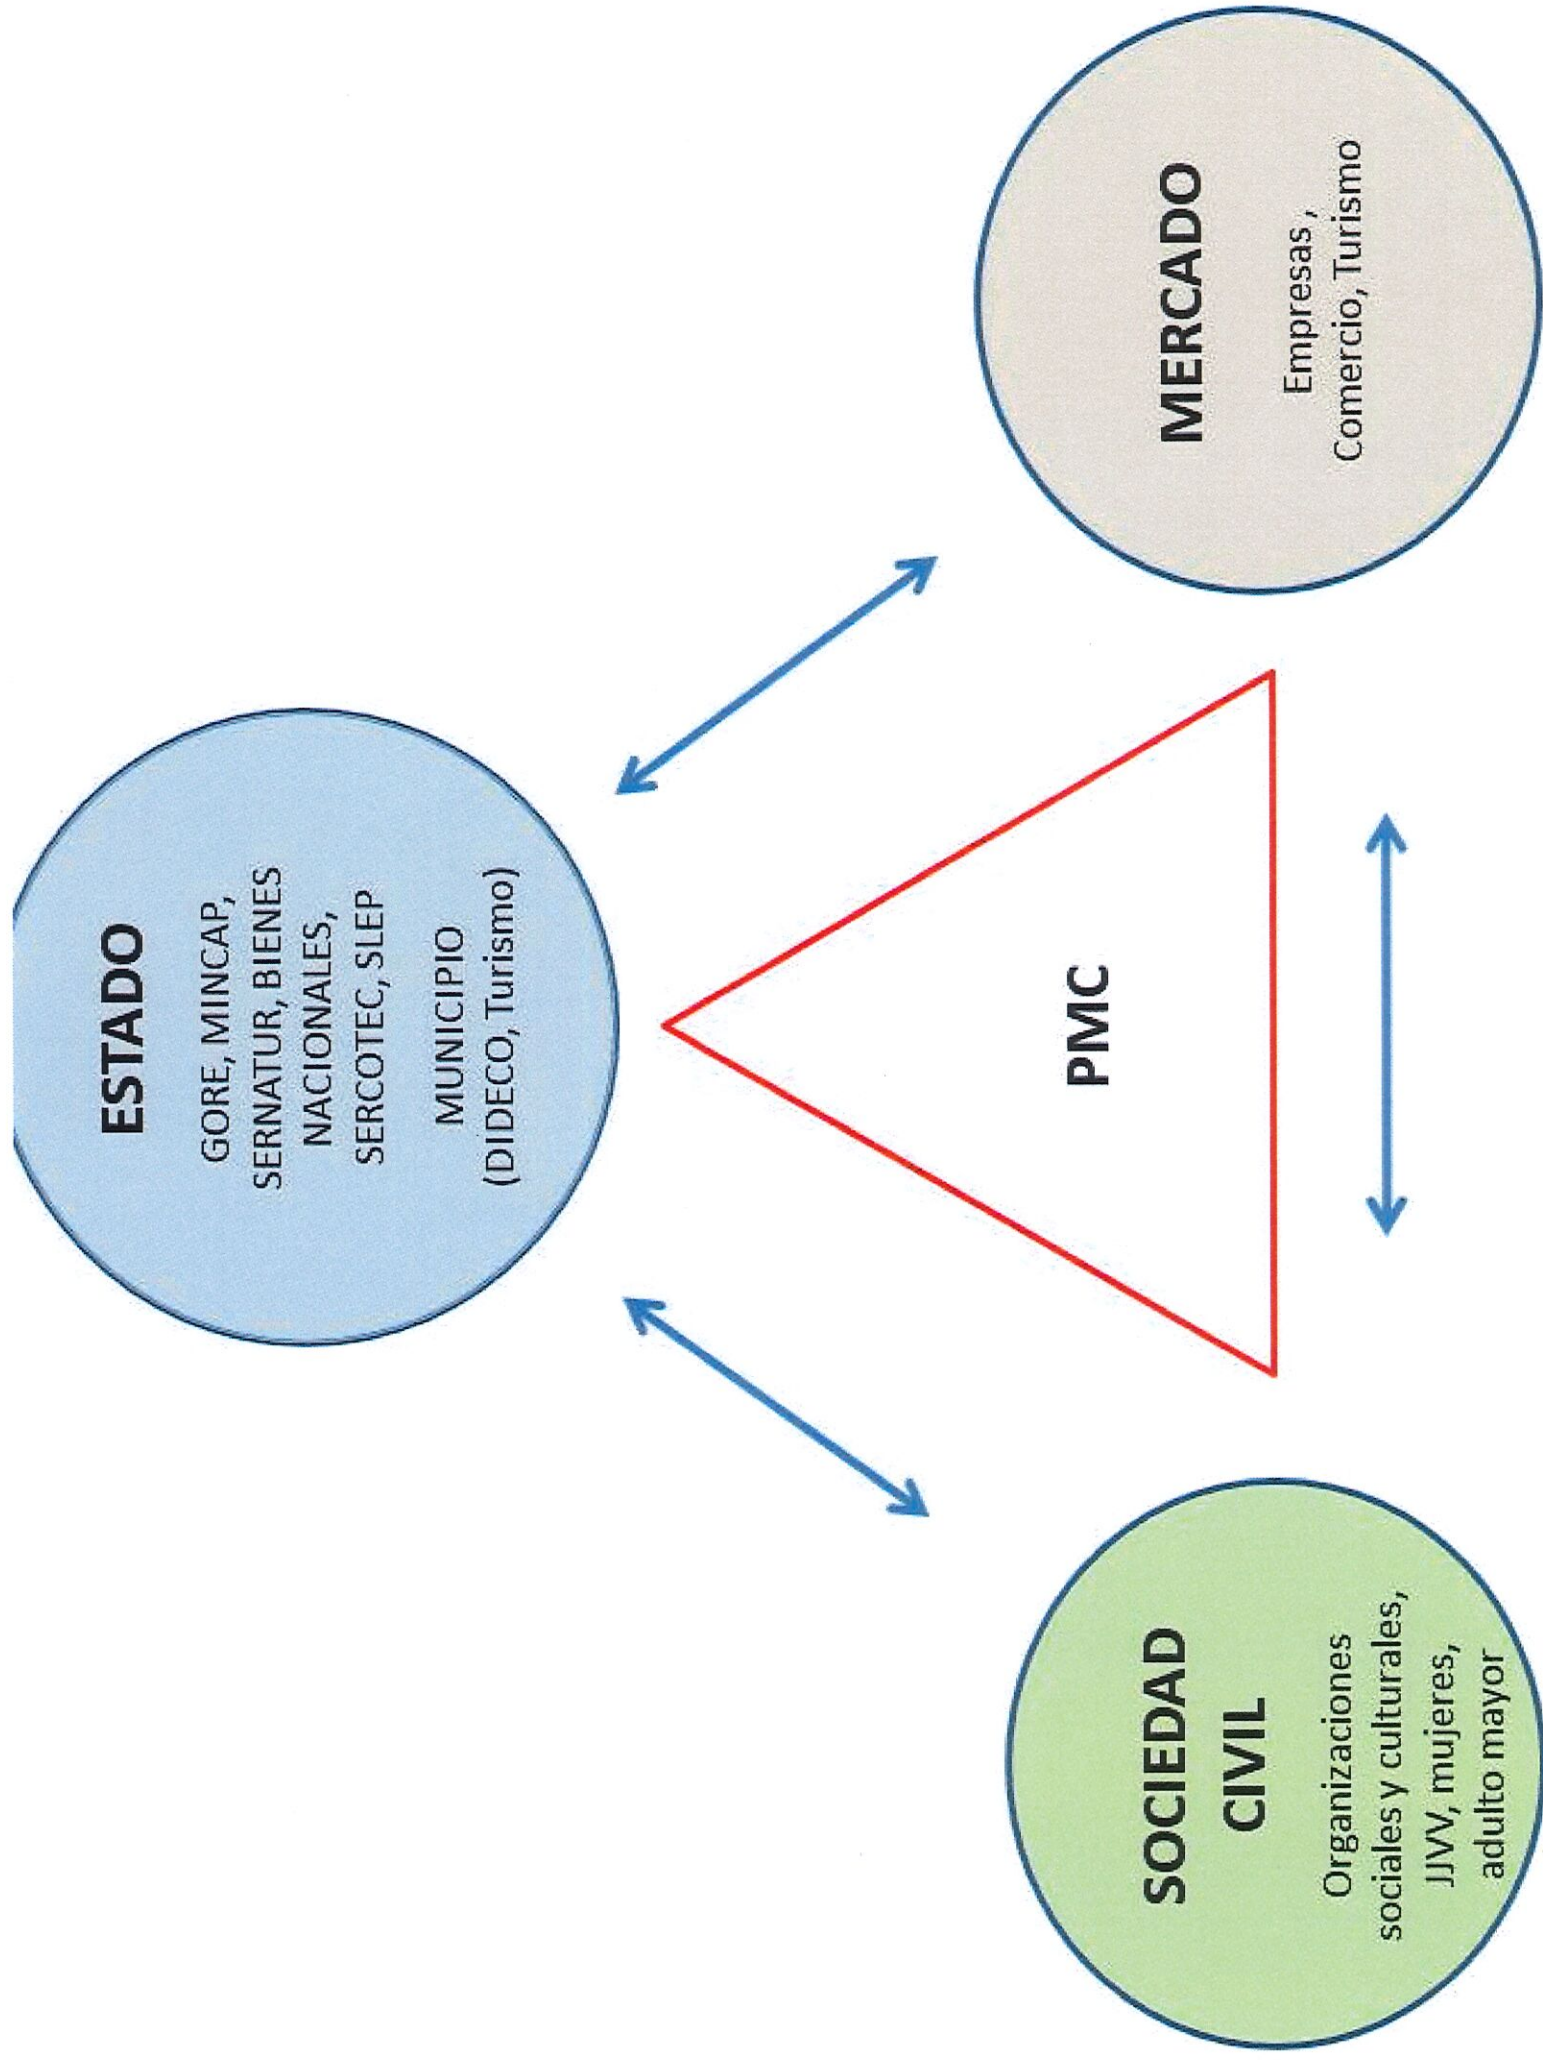 ESTADO
GORE, MINCAP,
SERNATUR, BIENES
NACIONALES,
SERCOTEC, SLEP
MUNICIPIO
(DIDECO, Turismo)
PMC
SOCIEDAD
CIVIL
Organizaciones
sociales y culturales,
JJVV, mujeres,
adulto mayor
MERCADO
Empresas ,
Comercio, Turismo